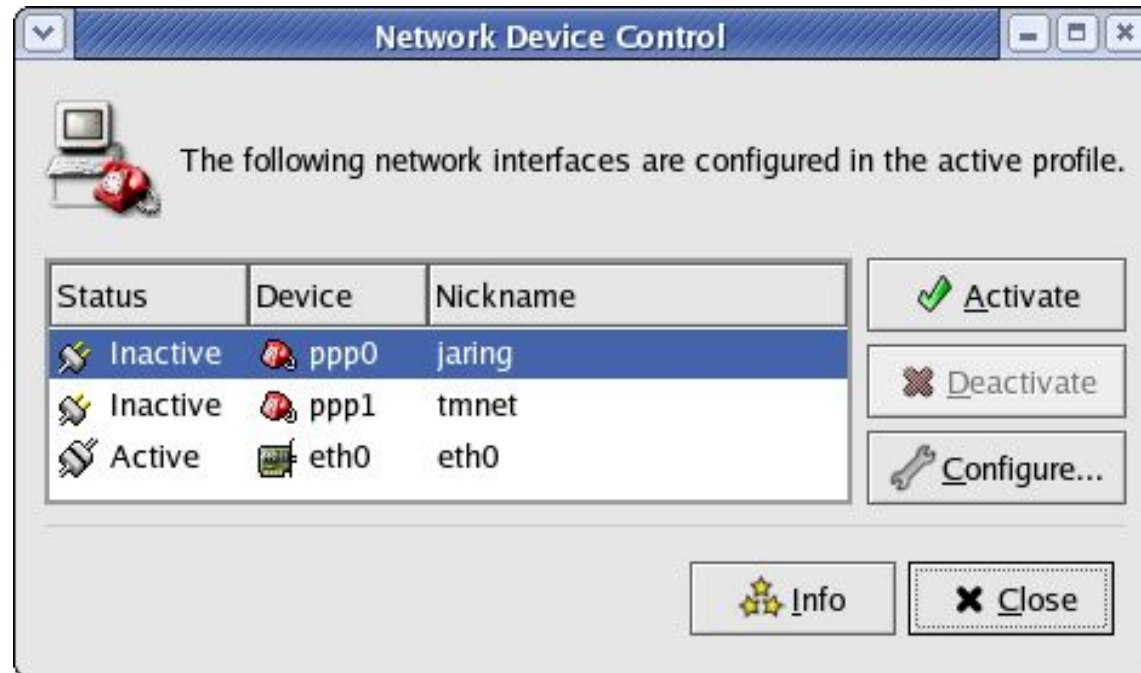 Network Device Control
The following network interfaces are configured in the active profile.
Status Device Nickname
Inactive ppp0 jaring
Inactive ppp1 tmnet
Active eth0 eth0
Activate
Deactivate
Configure...
Info Close